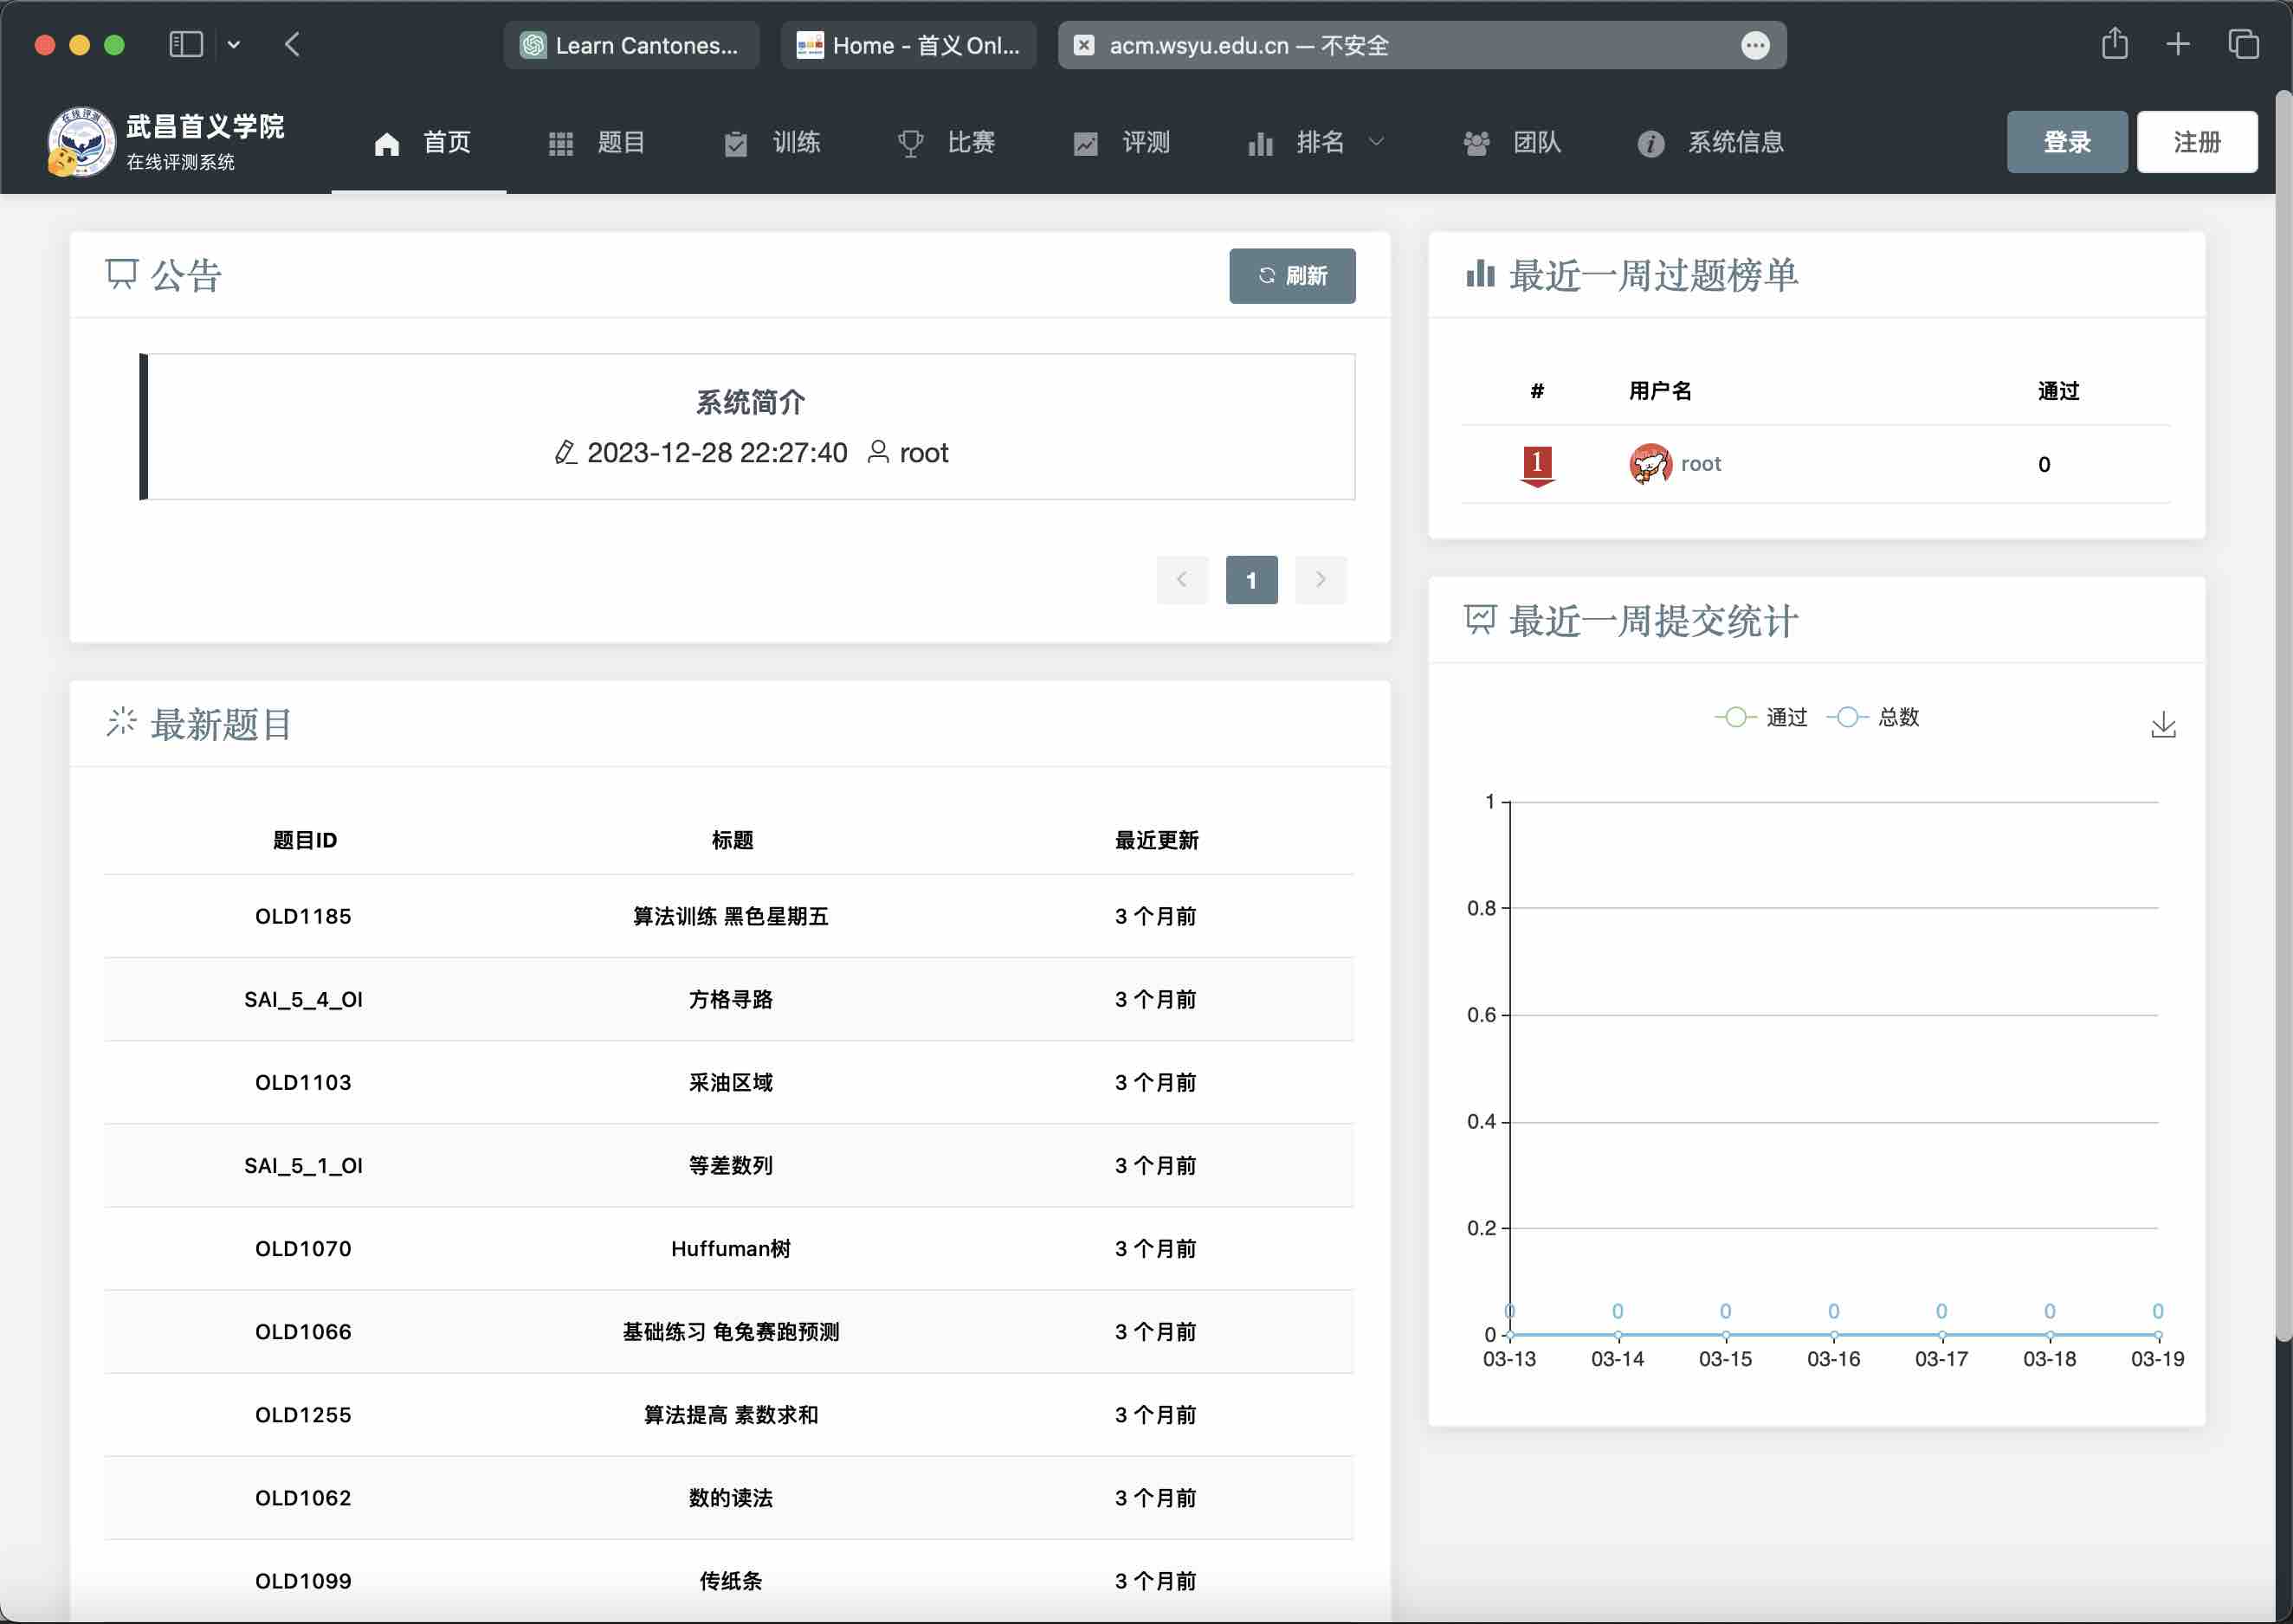 Learn Cantones...
Home - 首义 Onl...
acm.wsyu.edu.cn — 不安全
武昌首义学院
在线评测系统
首页
题目
训练
比赛
评测
排名
团队
系统信息
登录
注册
公告
刷新
系统简介
2023-12-28 22:27:40 root
1
最新题目
题目ID 标题 最近更新
OLD1185 算法训练 黑色星期五 3 个月前
SAI_5_4_OI 方格寻路 3 个月前
OLD1103 采油区域 3 个月前
SAI_5_1_OI 等差数列 3 个月前
OLD1070 Huffuman树 3 个月前
OLD1066 基础练习 龟兔赛跑预测 3 个月前
OLD1255 算法提高 素数求和 3 个月前
OLD1062 数的读法 3 个月前
OLD1099 传纸条 3 个月前
最近一周过题榜单
# 用户名 通过
1 root 0
最近一周提交统计
通过 总数
1
0.8
0.6
0.4
0.2
0 0 0 0 0 0 0
0
03-13 03-14 03-15 03-16 03-17 03-18 03-19